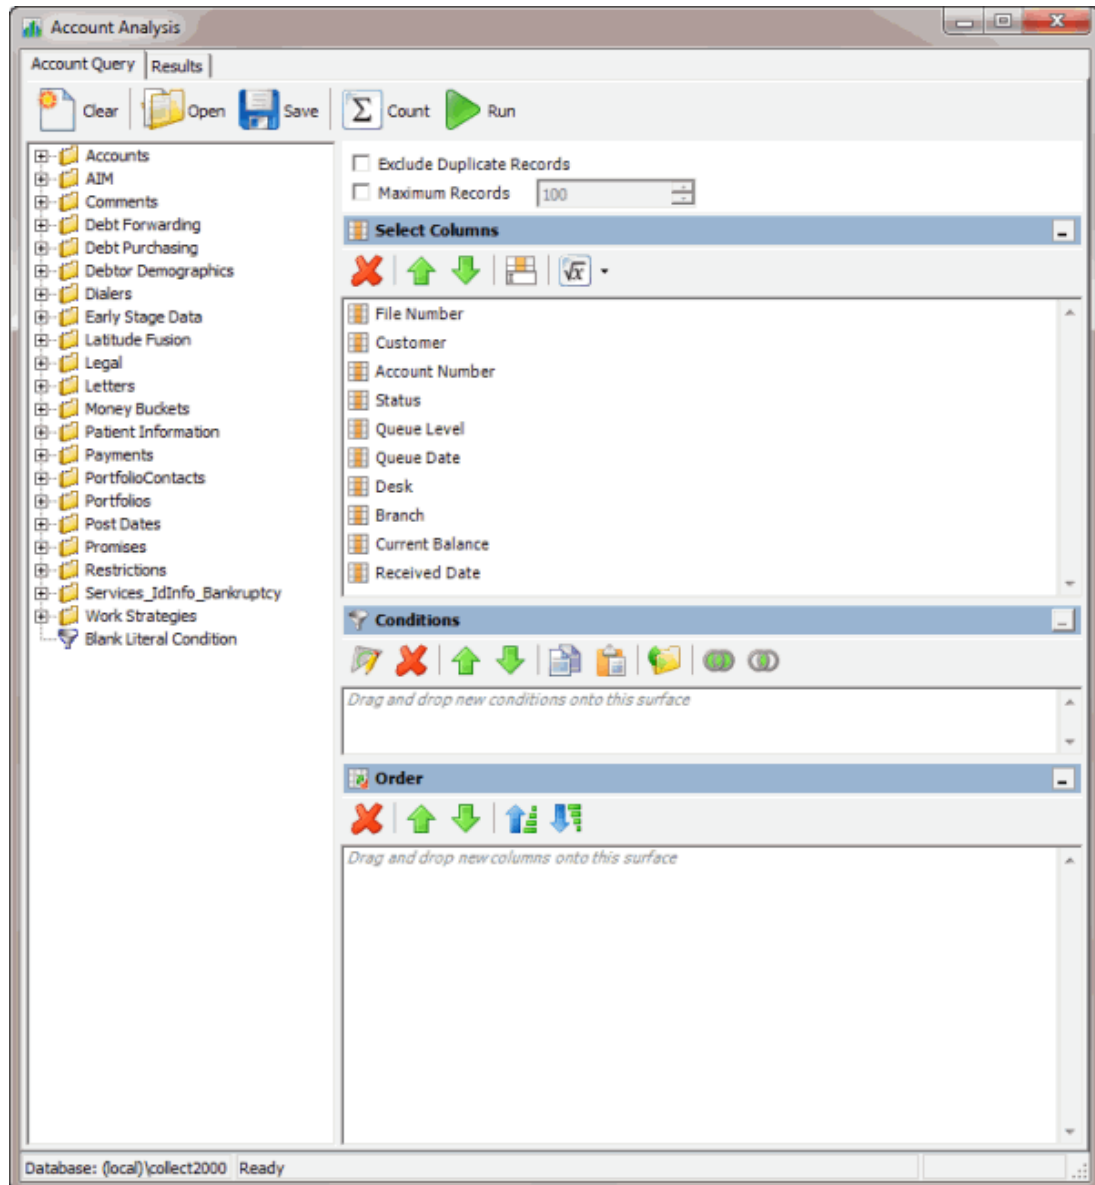 Account Analysis
Account Query Results
Clear Open Save Count Run
Accounts
AIM
Comments
Debt Forwarding
Debt Purchasing
Debtor Demographics
Dialers
Early Stage Data
Latitude Fusion
Legal
Letters
Money Buckets
Patient Information
Payments
PortfolioContacts
Portfolios
Post Dates
Promises
Restrictions
Services_IdInfo_Bankruptcy
Work Strategies
Blank Literal Condition
Exclude Duplicate Records
Maximum Records 100
Select Columns
File Number
Customer
Account Number
Status
Queue Level
Queue Date
Desk
Branch
Current Balance
Received Date
Conditions
Drag and drop new conditions onto this surface
Order
Drag and drop new columns onto this surface
Database: (local)\collect2000 Ready